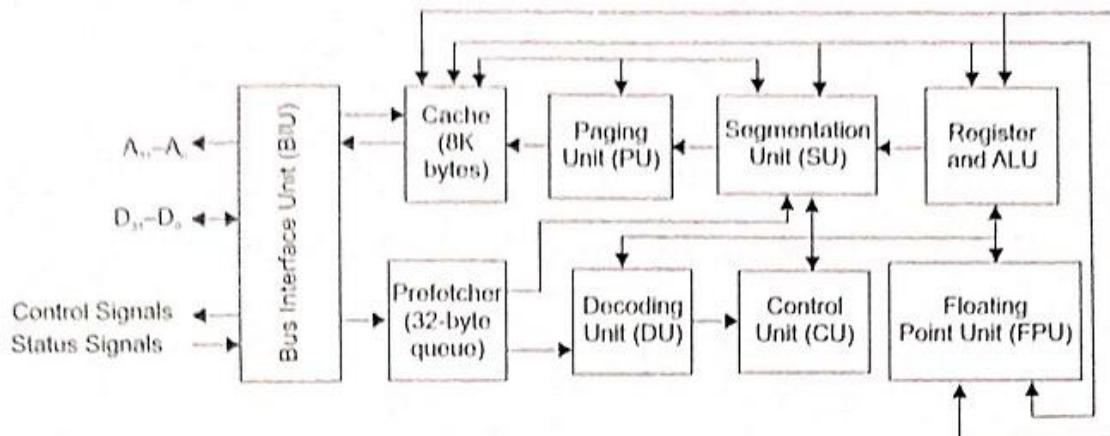 Cache
(8K
bytes)
Paging
Unit (PU)
Segmentation
Unit (SU)
Register
and ALU
Bus Interface Unit (BIU)
A₃₁–A₀
D₃₁–D₀
Control Signals
Status Signals
Prefetcher
(32-byte
queue)
Decoding
Unit (DU)
Control
Unit (CU)
Floating
Point Unit (FPU)